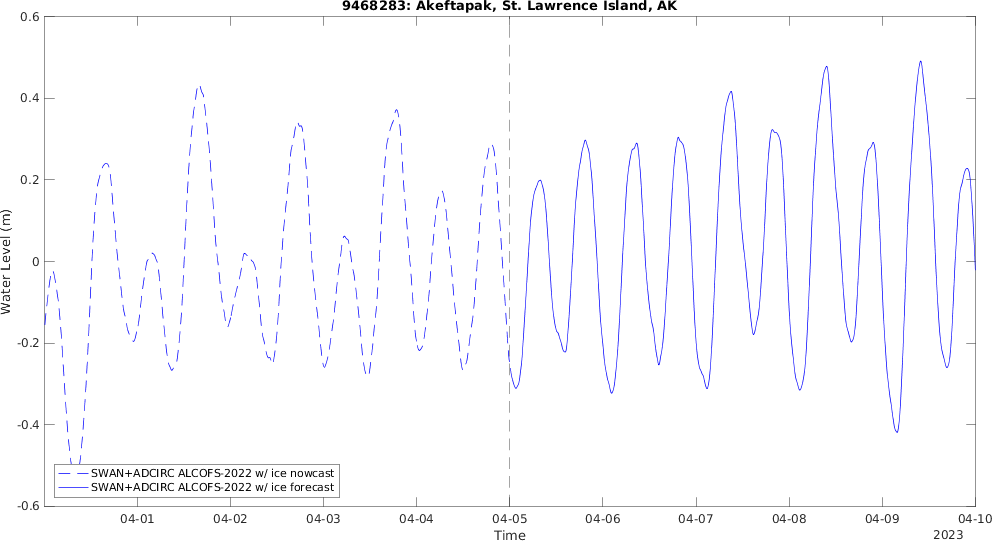 9468283: Akeftapak, St. Lawrence Island, AK
Water Level (m)
0.6
0.4
0.2
0
-0.2
-0.4
-0.6
SWAN+ADCIRC ALCOFS-2022 w/ ice nowcast
SWAN+ADCIRC ALCOFS-2022 w/ ice forecast
04-01 04-02 04-03 04-04 04-05 04-06 04-07 04-08 04-09 04-10
Time
2023